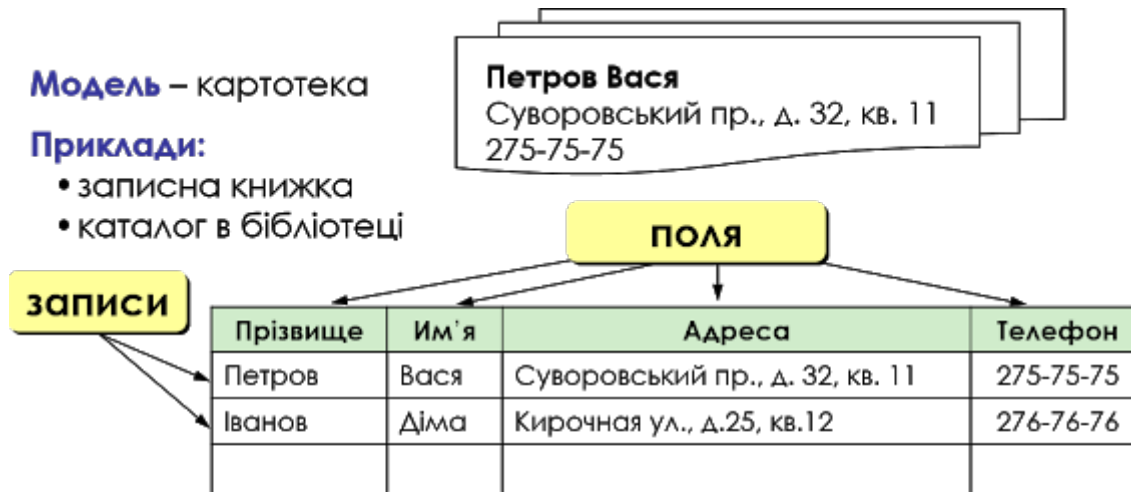 Модель – картотека
Приклади:
• записна книжка
• каталог в бібліотеці
Петров Вася
Суворовський пр., д. 32, кв. 11
275-75-75
поля
записи
Прізвище Им'я Адреса Телефон
Петров Вася Суворовський пр., д. 32, кв. 11 275-75-75
Іванов Діма Кирочная ул., д.25, кв.12 276-76-76